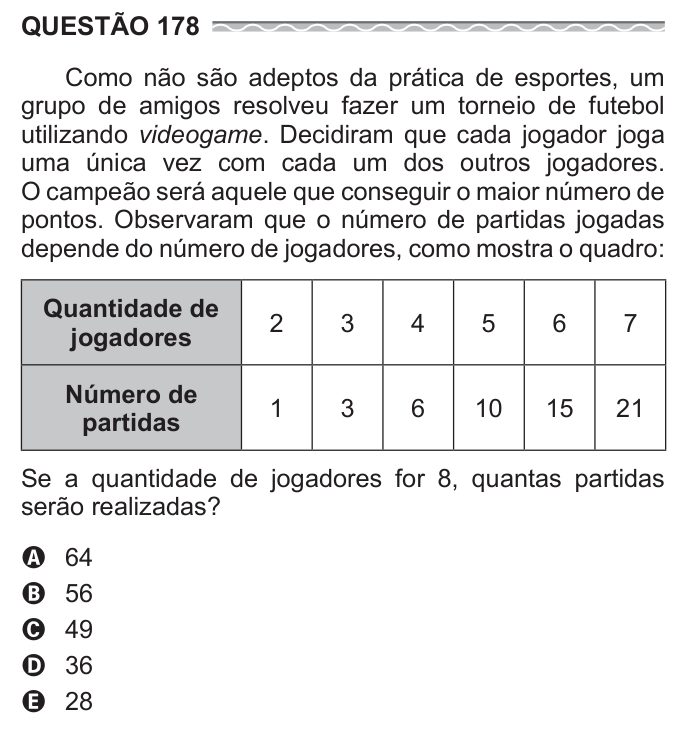 QUESTÃO 178
Como não são adeptos da prática de esportes, um
grupo de amigos resolveu fazer um torneio de futebol
utilizando videogame. Decidiram que cada jogador joga
uma única vez com cada um dos outros jogadores.
O campeão será aquele que conseguir o maior número de
pontos. Observaram que o número de partidas jogadas
depende do número de jogadores, como mostra o quadro:
Quantidade de
jogadores 2 3 4 5 6 7
Número de
partidas 1 3 6 10 15 21
Se a quantidade de jogadores for 8, quantas partidas
serão realizadas?
A 64
B 56
C 49
D 36
E 28